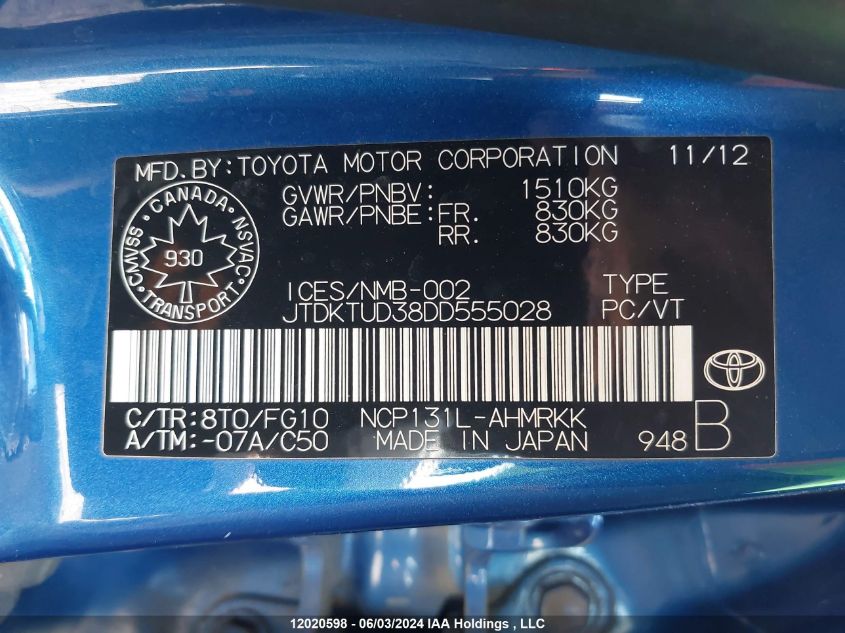 MFD.BY:TOYOTA MOTOR CORPORATION 11/12
GVWR/PNBV: 1510KG
GAWR/PNBE:FR. 830KG
RR. 830KG
CANADA
CMVSS 930 NSVAC
TRANSPORT
ICES/NMB-002 TYPE
JTDKTUD38DD555028 PC/VT
C/TR:8T0/FG10 NCP131L-AHMRKK
A/TM:-07A/C50 MADE IN JAPAN 948 B
12020598 - 06/03/2024 IAA Holdings, LLC